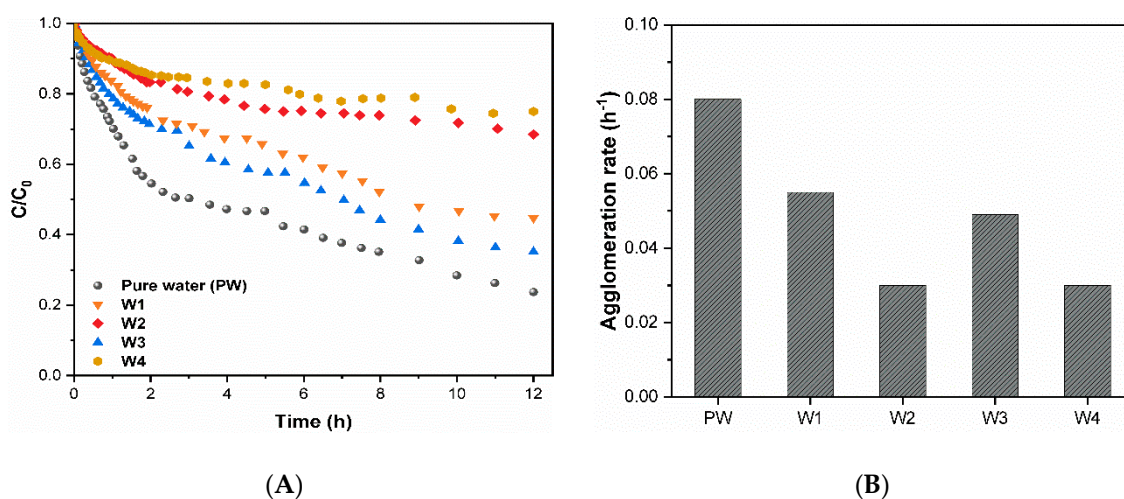 1.0
0.8
0.6
0.4
0.2
0.0
C/C0
Pure water (PW)
W1
W2
W3
W4
0 2 4 6 8 10 12
Time (h)
(A)
0.10
0.08
0.06
0.04
0.02
0.00
Agglomeration rate (h-1)
PW W1 W2 W3 W4
(B)